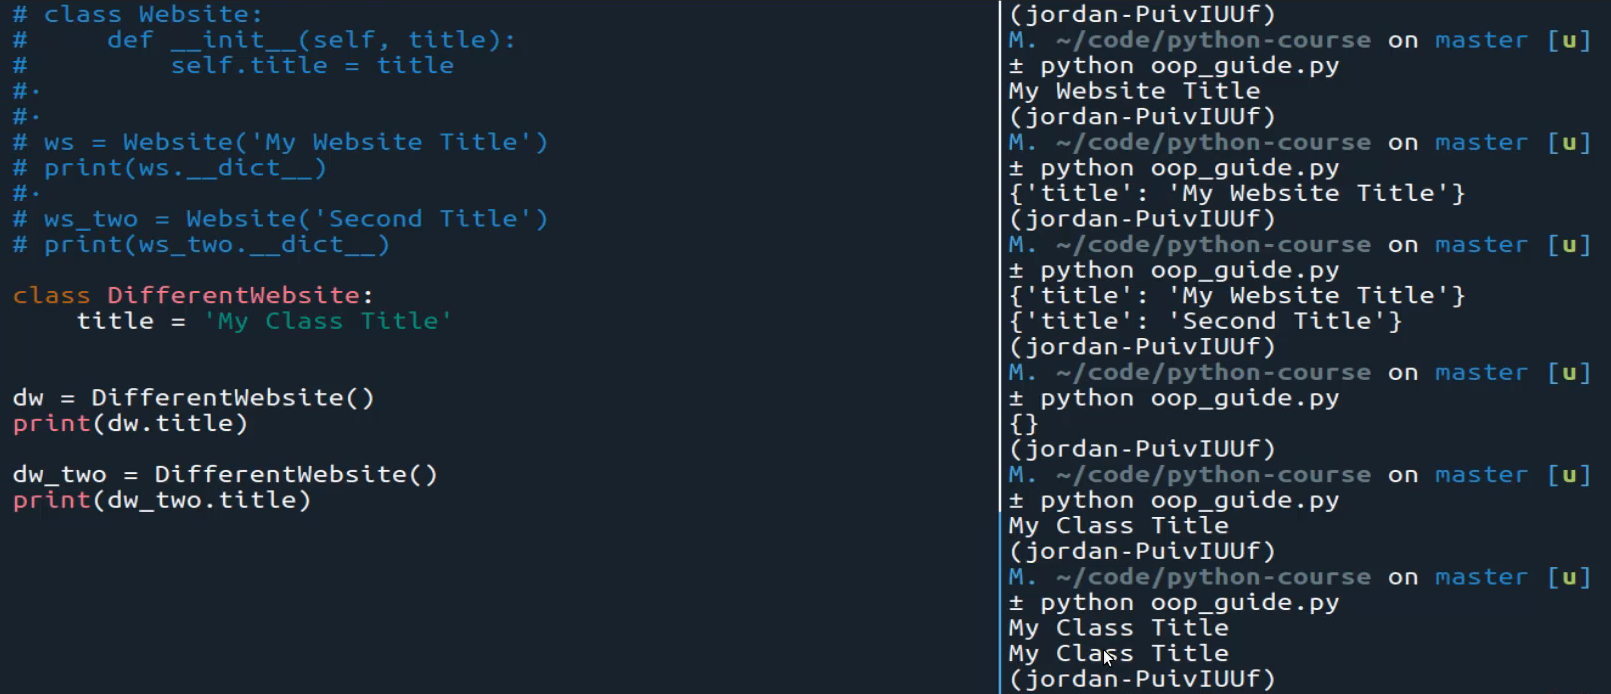 # class Website:
#     def __init__(self, title):
#         self.title = title
#·
#·
# ws = Website('My Website Title')
# print(ws.__dict__)
#·
# ws_two = Website('Second Title')
# print(ws_two.__dict__)
class DifferentWebsite:
    title = 'My Class Title'
dw = DifferentWebsite()
print(dw.title)
dw_two = DifferentWebsite()
print(dw_two.title)
(jordan-PuivIUUf)
M. ~/code/python-course on master [u]
± python oop_guide.py
My Website Title
(jordan-PuivIUUf)
M. ~/code/python-course on master [u]
± python oop_guide.py
{'title': 'My Website Title'}
(jordan-PuivIUUf)
M. ~/code/python-course on master [u]
± python oop_guide.py
{'title': 'My Website Title'}
{'title': 'Second Title'}
(jordan-PuivIUUf)
M. ~/code/python-course on master [u]
± python oop_guide.py
{}
(jordan-PuivIUUf)
M. ~/code/python-course on master [u]
± python oop_guide.py
My Class Title
(jordan-PuivIUUf)
M. ~/code/python-course on master [u]
± python oop_guide.py
My Class Title
My Class Title
(jordan-PuivIUUf)